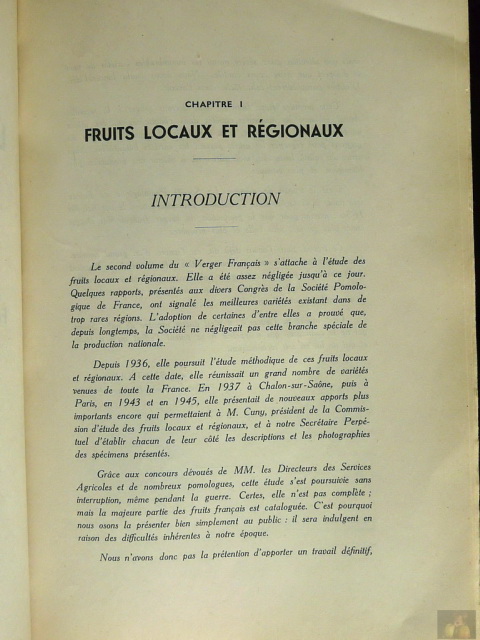 CHAPITRE I
FRUITS LOCAUX ET RÉGIONAUX
INTRODUCTION
Le second volume du « Verger Français » s'attache à l'étude des
fruits locaux et régionaux. Elle a été assez négligée jusqu'à ce jour.
Quelques rapports, présentés aux divers Congrès de la Société Pomolo-
gique de France, ont signalé les meilleures variétés existant dans de
trop rares régions. L'adoption de certaines d'entre elles a prouvé que,
depuis longtemps, la Société ne négligeait pas cette branche spéciale de
la production nationale.
Depuis 1936, elle poursuit l'étude méthodique de ces fruits locaux
et régionaux. A cette date, elle réunissait un grand nombre de variétés
venues de toute la France. En 1937 à Chalon-sur-Saône, puis à
Paris, en 1943 et en 1945, elle présentait de nouveaux apports plus
importants encore qui permettaient à M. Cuny, président de la Commis-
sion d'étude des fruits locaux et régionaux, et à notre Secrétaire Perpé-
tuel d'établir chacun de leur côté les descriptions et les photographies
des spécimens présentés.
Grâce aux concours dévoués de MM. les Directeurs des Services
Agricoles et de nombreux pomologues, cette étude s'est poursuivie sans
interruption, même pendant la guerre. Certes, elle n'est pas complète ;
mais la majeure partie des fruits français est cataloguée. C'est pourquoi
nous osons la présenter bien simplement au public : il sera indulgent en
raison des difficultés inhérentes à notre époque.
Nous n'avons donc pas la prétention d'apporter un travail définitif,